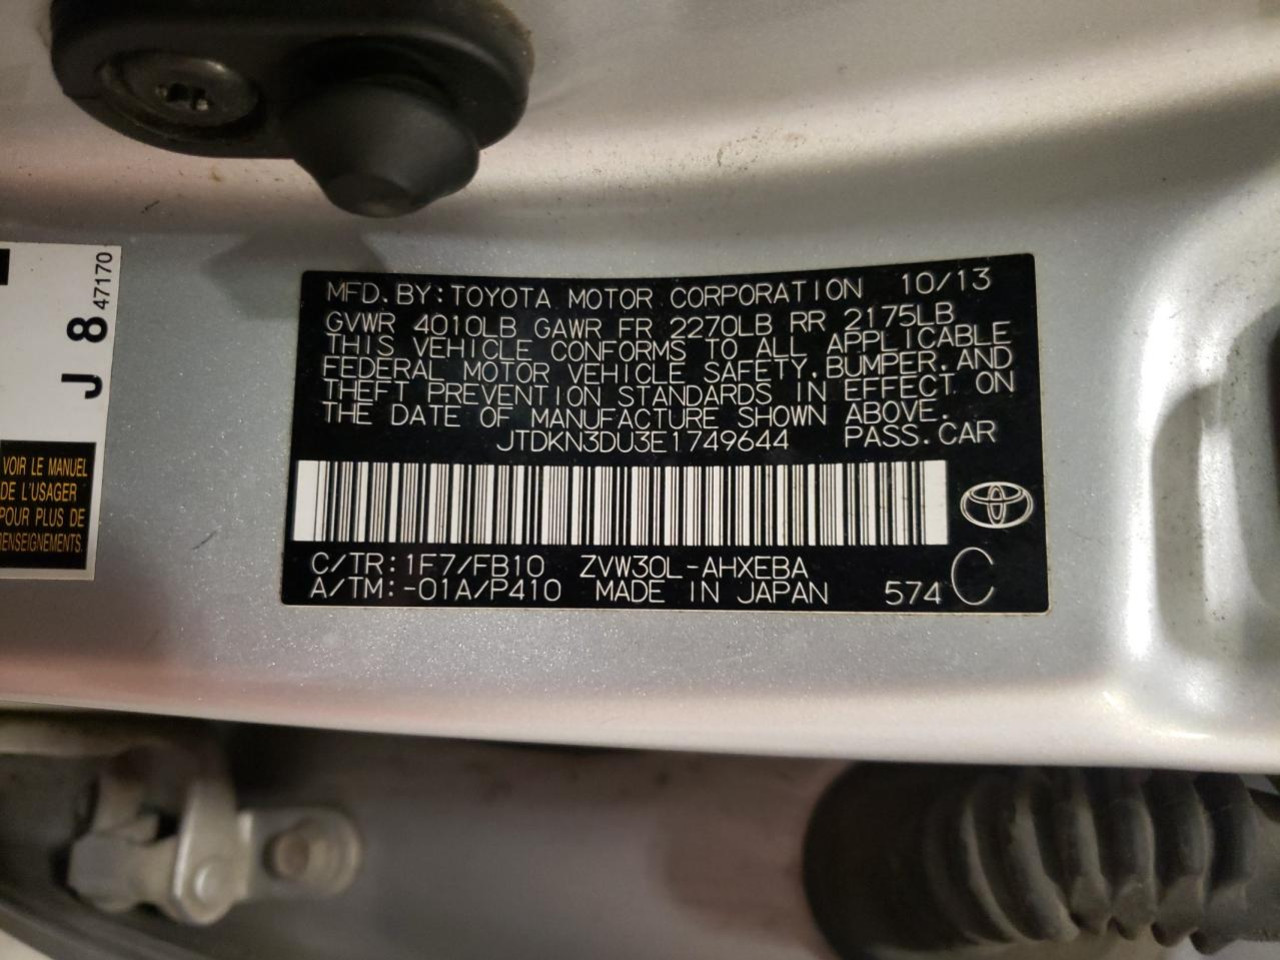 MFD. BY: TOYOTA MOTOR CORPORATION 10/13
GVWR 4010LB GAWR FR 2270LB RR 2175LB
THIS VEHICLE CONFORMS TO ALL APPLICABLE
FEDERAL MOTOR VEHICLE SAFETY, BUMPER, AND
THEFT PREVENTION STANDARDS IN EFFECT ON
THE DATE OF MANUFACTURE SHOWN ABOVE.
JTDKN3DU3E1749644 PASS. CAR
C/TR: 1F7/FB10 ZVW30L-AHXEBA
A/TM: -01A/P410 MADE IN JAPAN 574 C
J 8 47170
VOIR LE MANUEL
DE L'USAGER
POUR PLUS DE
RENSEIGNEMENTS.